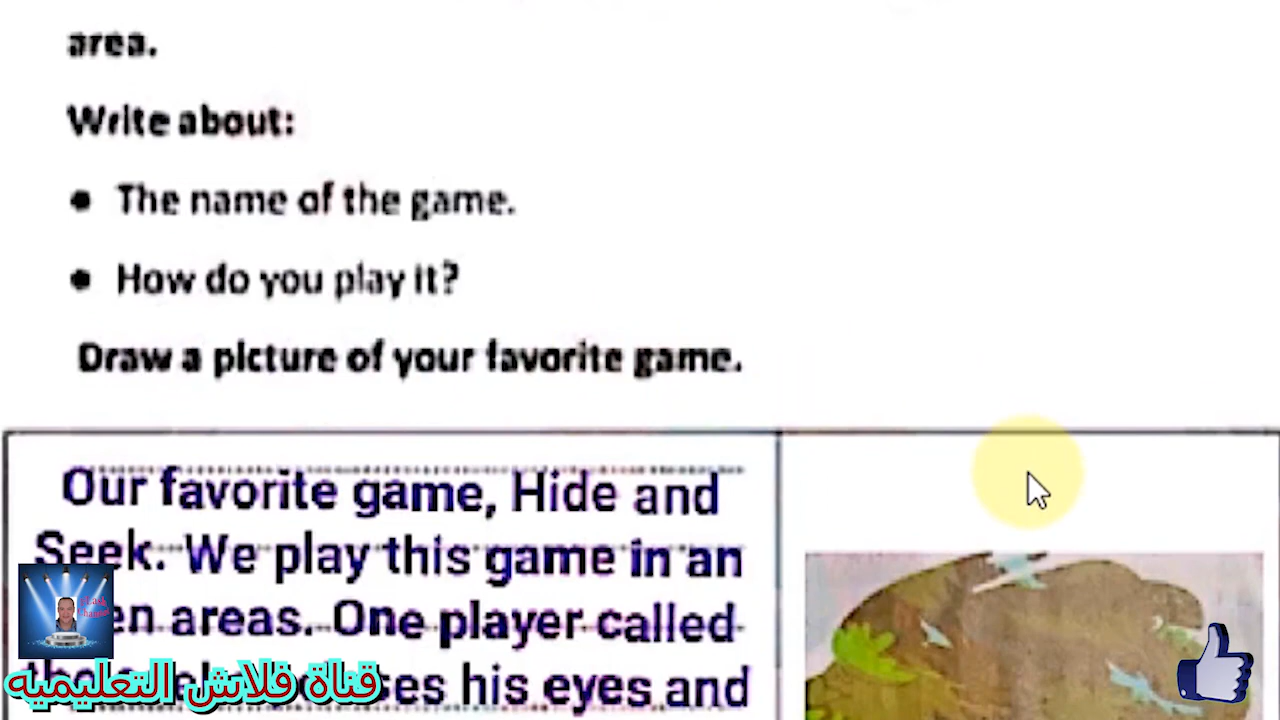 area.
Write about:
• The name of the game.
• How do you play it?
Draw a picture of your favorite game.
Our favorite game, Hide and
Seek. We play this game in an
areas. One player called
his eyes and
قناة فلاش التعليميه